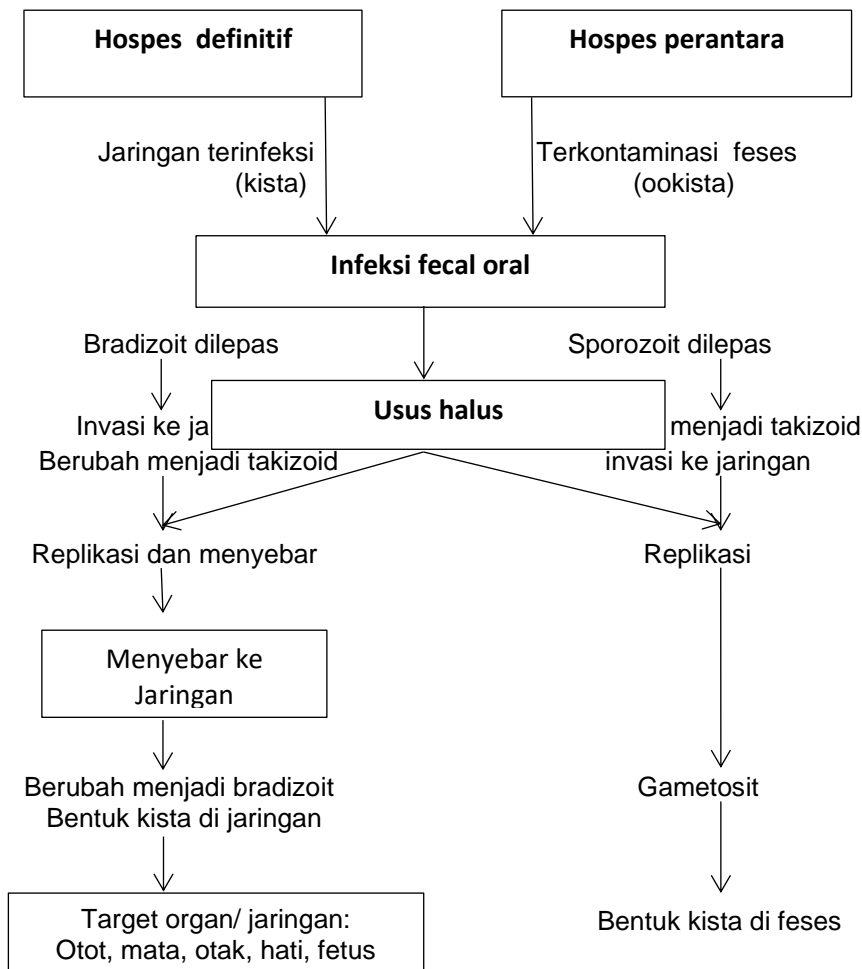 Hospes definitif
Hospes perantara
Jaringan terinfeksi
(kista)
Terkontaminasi feses
(ookista)
Infeksi fecal oral
Bradizoit dilepas
Sporozoit dilepas
Usus halus
Invasi ke ja
Berubah menjadi takizoid
menjadi takizoid
invasi ke jaringan
Replikasi dan menyebar
Replikasi
Menyebar ke
Jaringan
Berubah menjadi bradizoit
Bentuk kista di jaringan
Gametosit
Target organ/ jaringan:
Otot, mata, otak, hati, fetus
Bentuk kista di feses